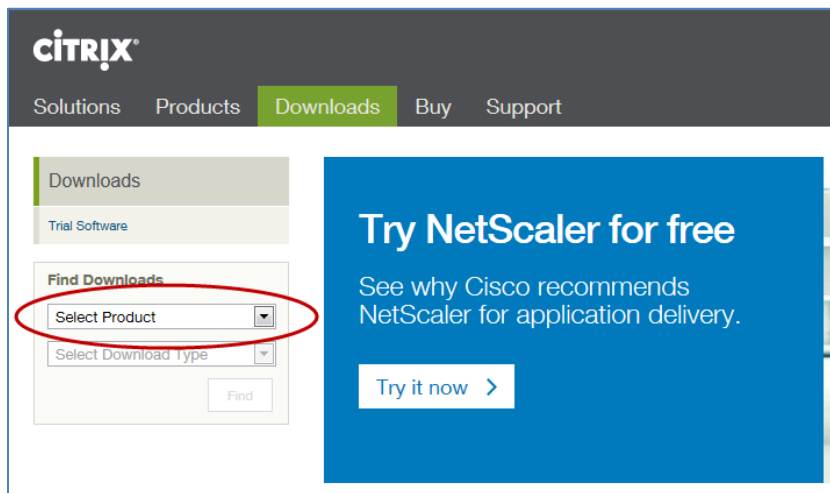 CITRIX®
Solutions Products Downloads Buy Support
Downloads
Trial Software
Find Downloads
Select Product
Select Download Type
Find
Try NetScaler for free
See why Cisco recommends
NetScaler for application delivery.
Try it now